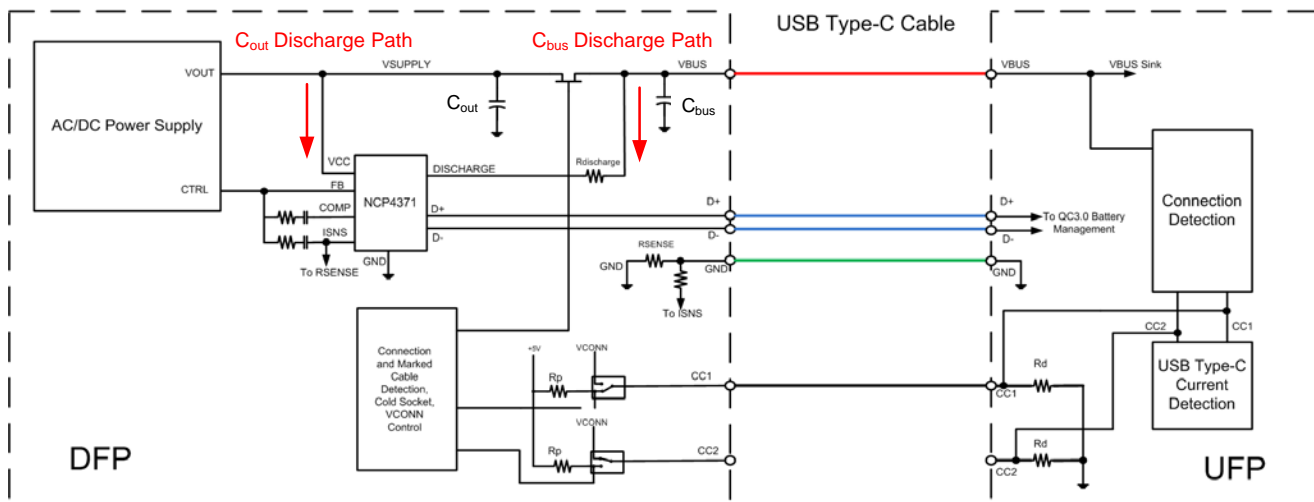 USB Type-C Cable
Cout Discharge Path
Cbus Discharge Path
VOUT
VSUPPLY
VBUS
VBUS
VBUS Sink
AC/DC Power Supply
Cout
Cbus
VCC
DISCHARGE
Rdischarge
CTRL
FB
NCP4371
COMP
D+
D+
D+
To QC3.0 Battery
Management
Connection
Detection
ISNS
D-
D-
D-
To RSENSE
GND
RSENSE
GND
GND
GND
To ISNS
CC2
CC1
Connection
and Marked
Cable
Detection,
Cold Socket,
VCONN
Control
+5V
VCONN
Rp
CC1
CC1
Rd
USB Type-C
Current
Detection
VCONN
Rp
CC2
CC2
Rd
DFP
UFP